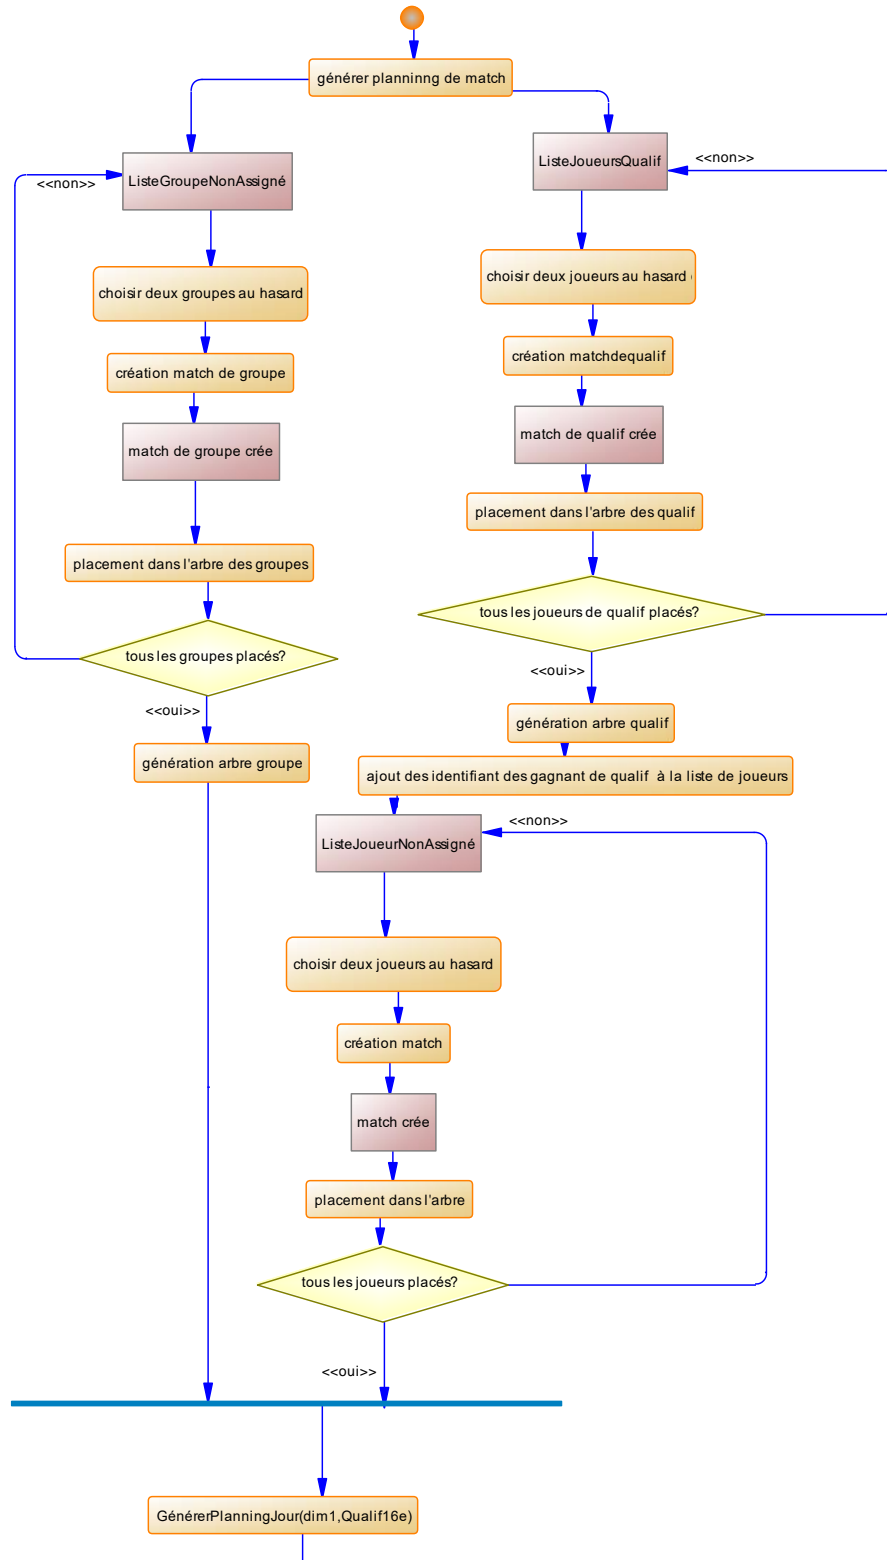 générer planninng de match
ListeGroupeNonAssigné
<<non>>
choisir deux groupes au hasard
création match de groupe
match de groupe crée
placement dans l'arbre des groupes
tous les groupes placés?
<<oui>>
génération arbre groupe
ListeJoueursQualif
<<non>>
choisir deux joueurs au hasard
création matchdequalif
match de qualif crée
placement dans l'arbre des qualif
tous les joueurs de qualif placés?
<<oui>>
génération arbre qualif
ajout des identifiant des gagnant de qualif à la liste de joueurs
ListeJoueurNonAssigné
<<non>>
choisir deux joueurs au hasard
création match
match crée
placement dans l'arbre
tous les joueurs placés?
<<oui>>
GénérerPlanningJour(dim1,Qualif16e)